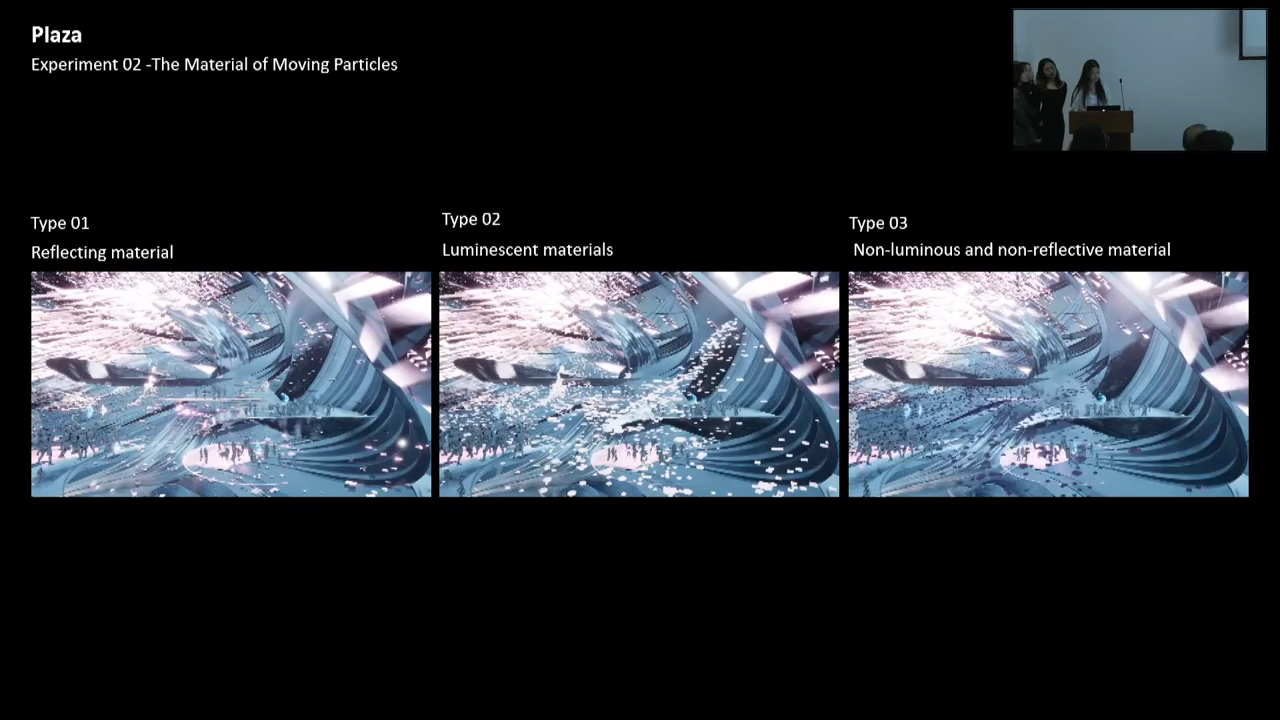 Plaza
Experiment 02 -The Material of Moving Particles
Type 01
Reflecting material
Type 02
Luminescent materials
Type 03
Non-luminous and non-reflective material